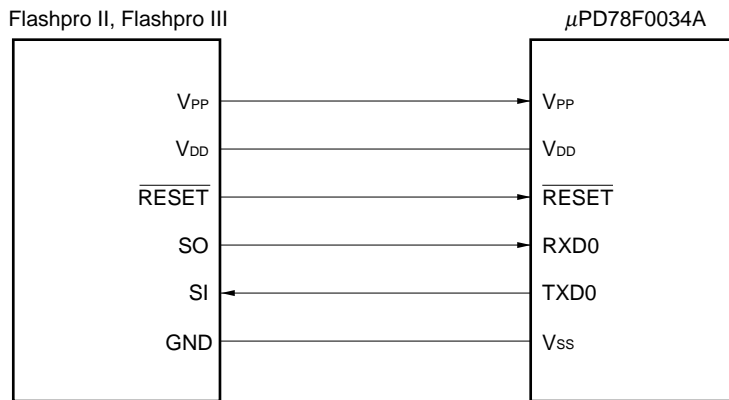 Flashpro II, Flashpro III
μPD78F0034A
VPP VPP
VDD VDD
RESET RESET
SO RXD0
SI TXD0
GND VSS